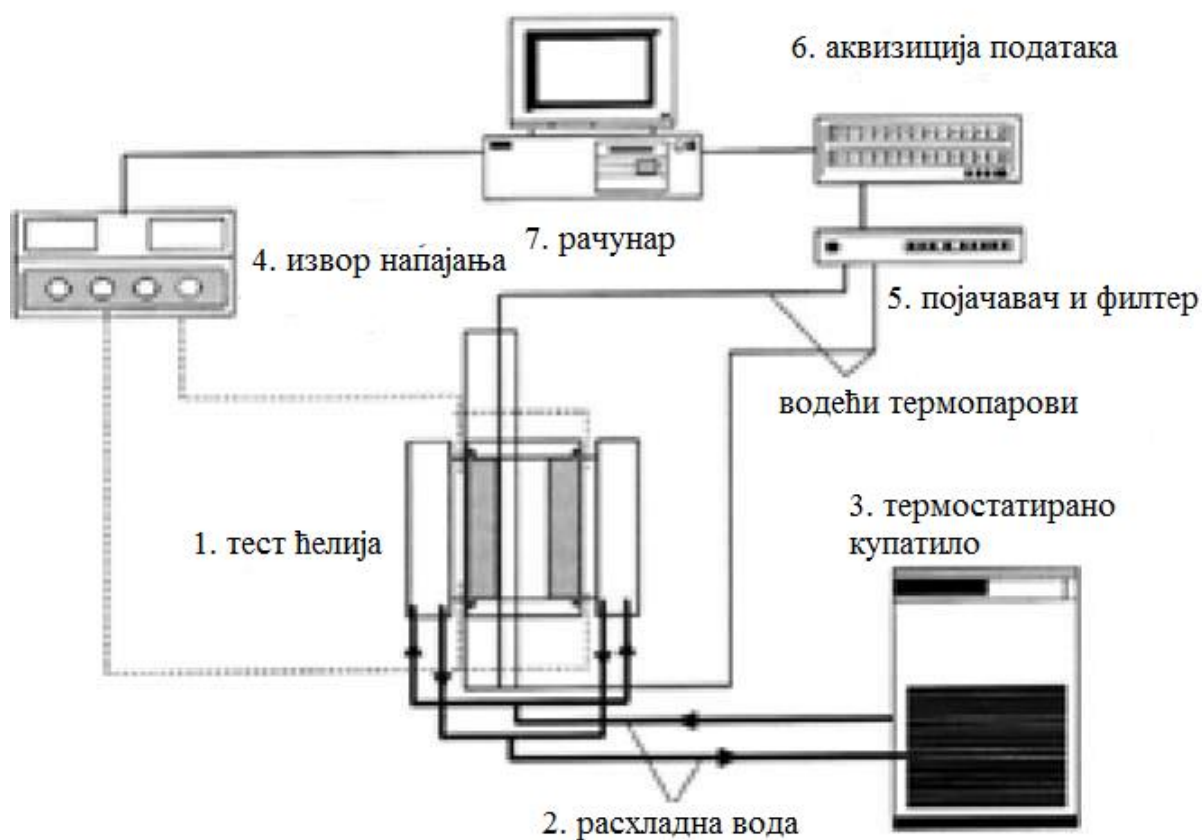 6. аквизиција података
7. рачунар
4. извор напајања
5. појачавач и филтер
водећи термопарови
3. термостатирано
купатило
1. тест ћелија
2. расхладна вода